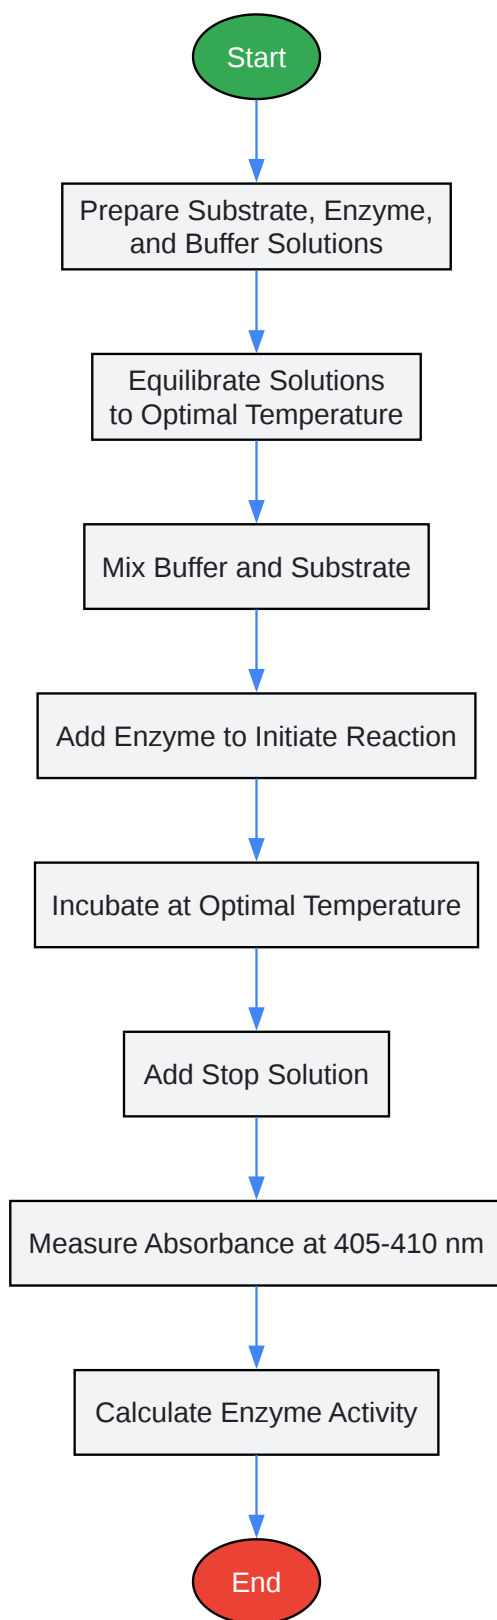 Start
Prepare Substrate, Enzyme,
and Buffer Solutions
Equilibrate Solutions
to Optimal Temperature
Mix Buffer and Substrate
Add Enzyme to Initiate Reaction
Incubate at Optimal Temperature
Add Stop Solution
Measure Absorbance at 405-410 nm
Calculate Enzyme Activity
End